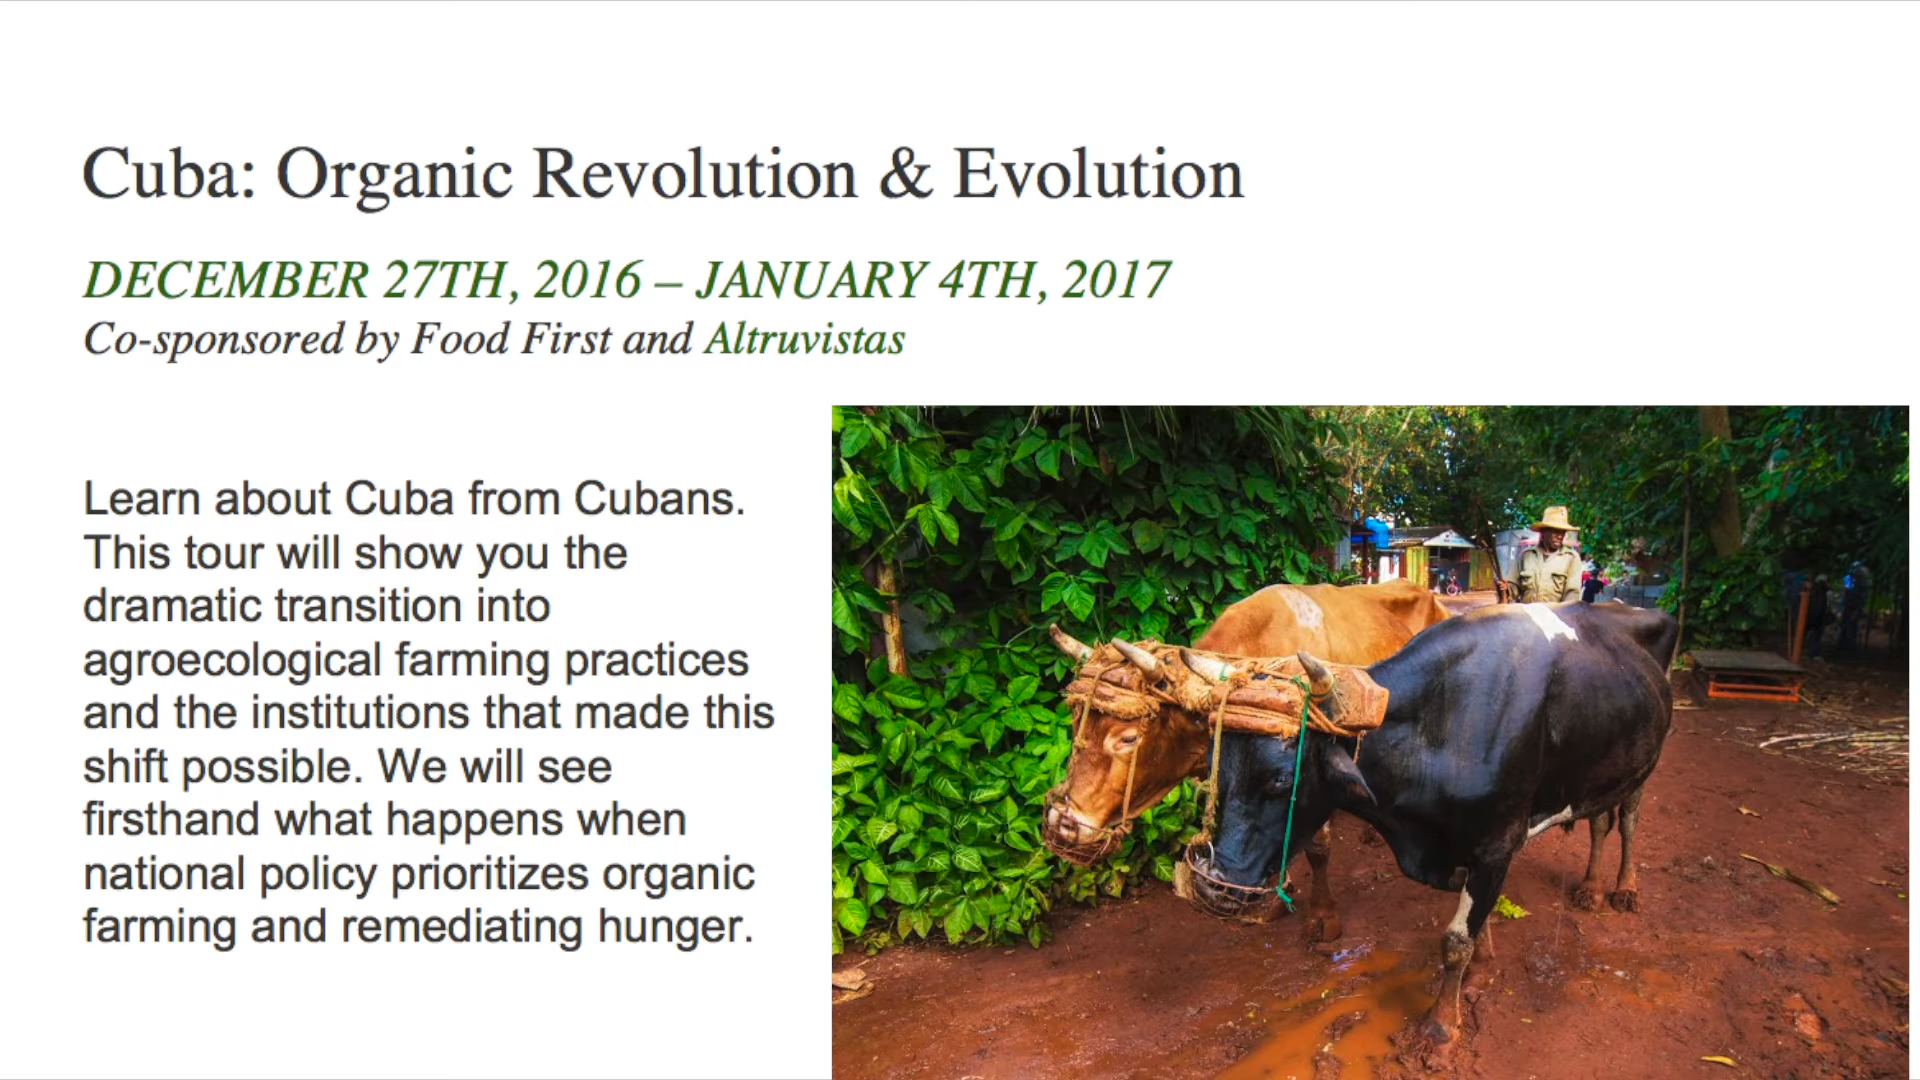 Cuba: Organic Revolution & Evolution
DECEMBER 27TH, 2016 – JANUARY 4TH, 2017
Co-sponsored by Food First and Altruvistas
Learn about Cuba from Cubans.
This tour will show you the
dramatic transition into
agroecological farming practices
and the institutions that made this
shift possible. We will see
firsthand what happens when
national policy prioritizes organic
farming and remediating hunger.